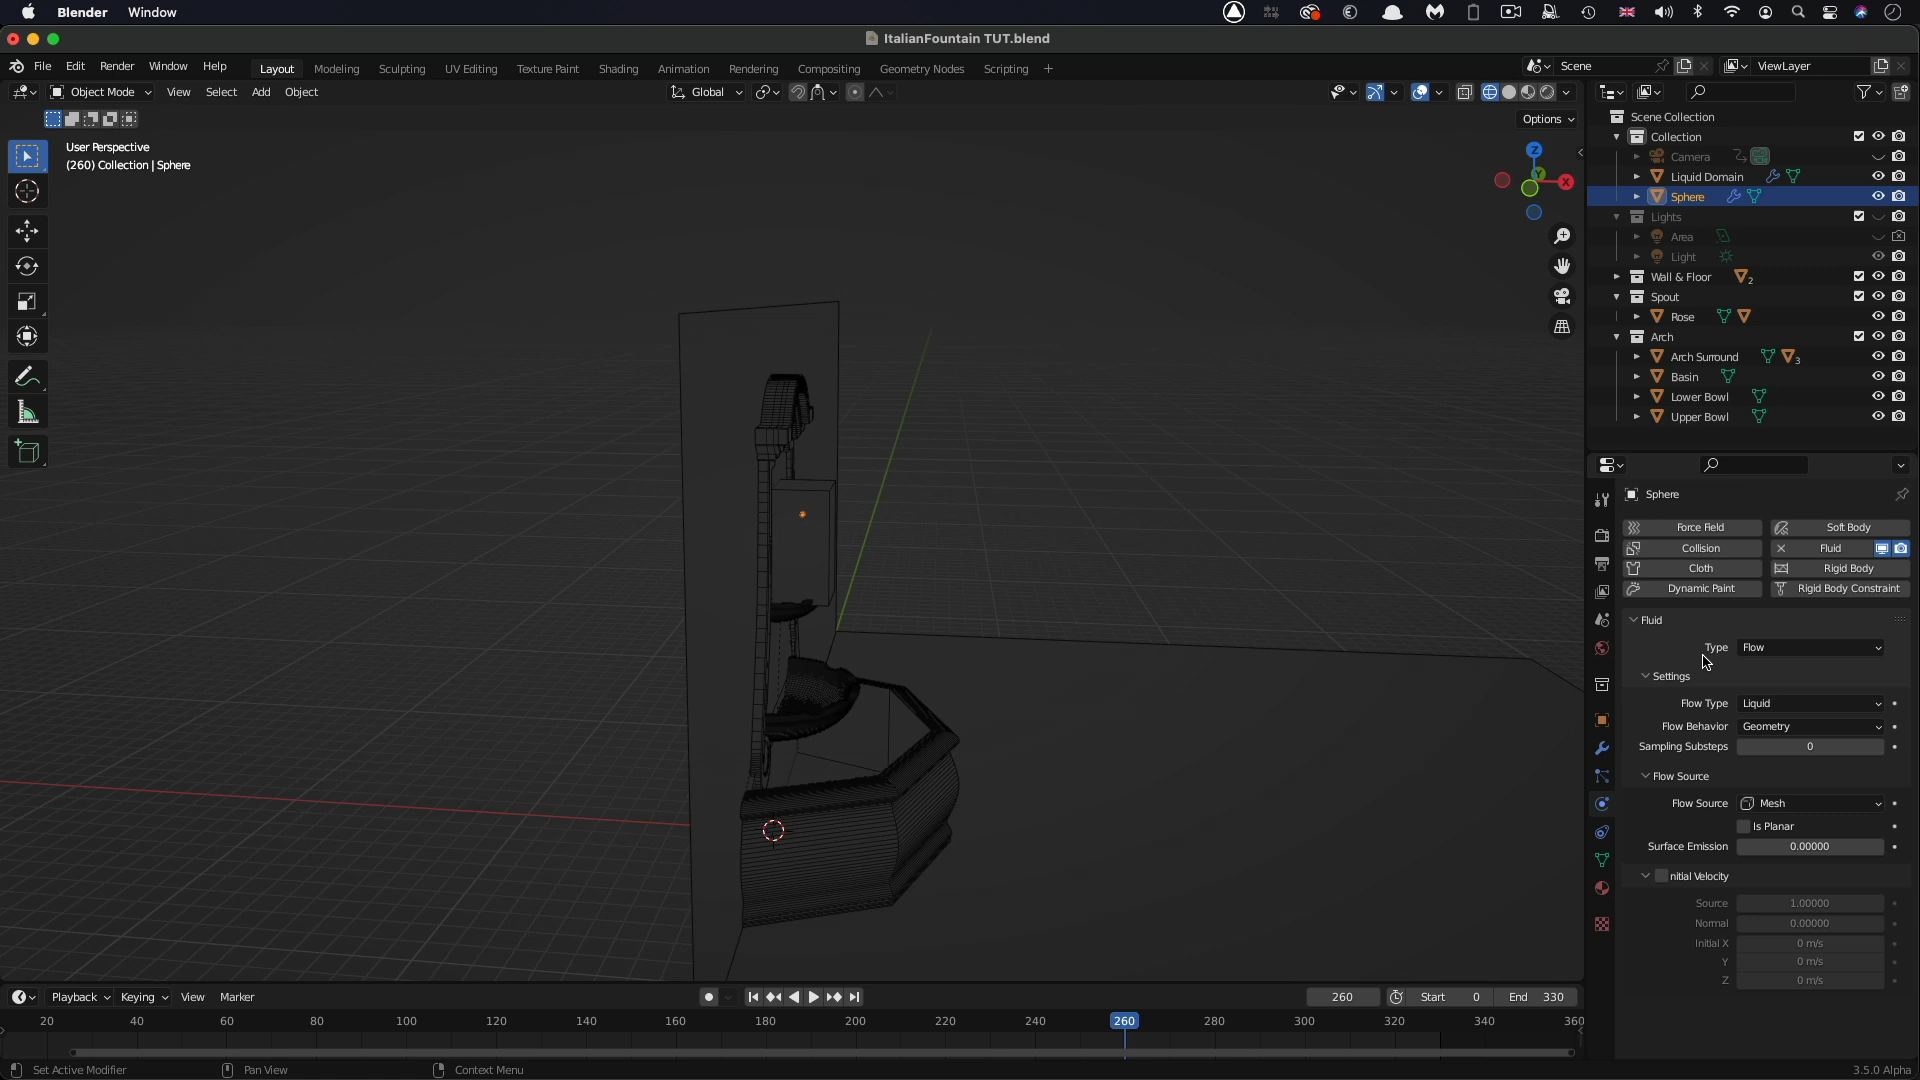 Blender Window
ItalianFountain TUT.blend
File Edit Render Window Help Layout Modeling Sculpting UV Editing Texture Paint Shading Animation Rendering Compositing Geometry Nodes Scripting + Scene ViewLayer
Object Mode View Select Add Object Global
Options
User Perspective
(260) Collection | Sphere
Z
Y
X
Scene Collection
Collection
Camera
Liquid Domain
Sphere
Lights
Area
Light
Wall & Floor 2
Spout
Rose
Arch
Arch Surround 3
Basin
Lower Bowl
Upper Bowl
Sphere
Force Field Soft Body
Collision Fluid
Cloth Rigid Body
Dynamic Paint Rigid Body Constraint
Fluid
Type Flow
Settings
Flow Type Liquid
Flow Behavior Geometry
Sampling Substeps 0
Flow Source
Flow Source Mesh
Is Planar
Surface Emission 0.00000
nitial Velocity
Source 1.00000
Normal 0.00000
Initial X 0 m/s
Y 0 m/s
Z 0 m/s
Playback Keying View Marker 260 Start 0 End 330
20 40 60 80 100 120 140 160 180 200 220 240 260 280 300 320 340 360
Set Active Modifier Pan View Context Menu 3.5.0 Alpha